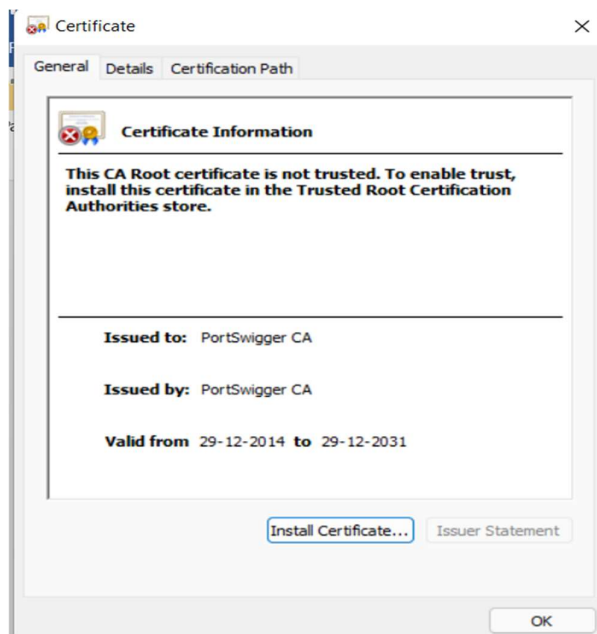 Certificate
General Details Certification Path
Certificate Information
This CA Root certificate is not trusted. To enable trust,
install this certificate in the Trusted Root Certification
Authorities store.
Issued to: PortSwigger CA
Issued by: PortSwigger CA
Valid from 29-12-2014 to 29-12-2031
Install Certificate... Issuer Statement
OK